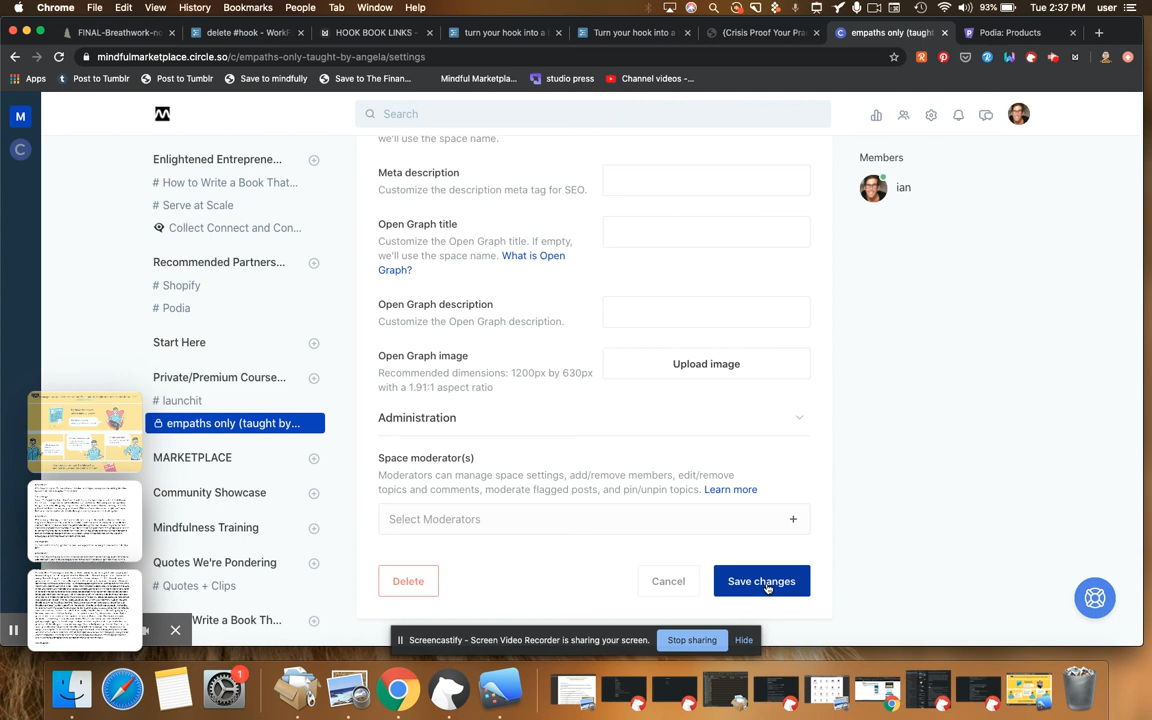 Chrome File Edit View History Bookmarks People Tab Window Help 93% Tue 2:37 PM user
FINAL-Breathwork-no delete #hook - WorkF HOOK BOOK LINKS - turn your hook into a Turn your hook into a {Crisis Proof Your Pra empaths only (taught Podia: Products
mindfulmarketplace.circle.so/c/empaths-only-taught-by-angela/settings
Apps Post to Tumblr Post to Tumblr Save to mindfully Save to The Finan... Mindful Marketpla... studio press Channel videos -...
M
Search
C
we'll use the space name.
Enlightened Entreprene...
# How to Write a Book That...
# Serve at Scale
Collect Connect and Con...
Recommended Partners...
# Shopify
# Podia
Start Here
Private/Premium Course...
# launchit
empaths only (taught by...
MARKETPLACE
Community Showcase
Mindfulness Training
Quotes We're Pondering
# Quotes + Clips
Write a Book Th...
Meta description
Customize the description meta tag for SEO.
Open Graph title
Customize the Open Graph title. If empty,
we'll use the space name. What is Open
Graph?
Open Graph description
Customize the Open Graph description.
Open Graph image
Recommended dimensions: 1200px by 630px
with a 1.91:1 aspect ratio
Upload image
Administration
Space moderator(s)
Moderators can manage space settings, add/remove members, edit/remove
topics and comments, moderate flagged posts, and pin/unpin topics. Learn more
Select Moderators
Delete Cancel Save changes
Members
ian
Screencastify - Screen Video Recorder is sharing your screen. Stop sharing Hide
1